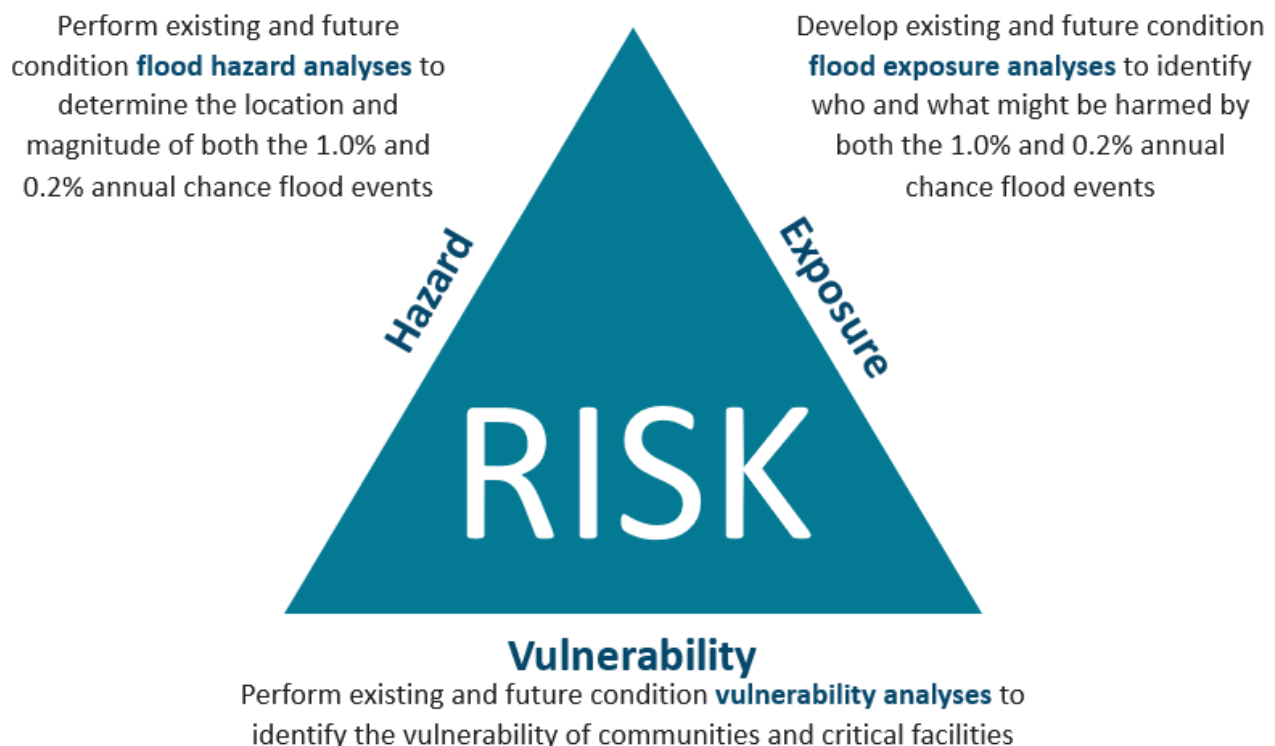 Perform existing and future
condition flood hazard analyses to
determine the location and
magnitude of both the 1.0% and
0.2% annual chance flood events
Develop existing and future condition
flood exposure analyses to identify
who and what might be harmed by
both the 1.0% and 0.2% annual
chance flood events
Hazard
Exposure
RISK
Vulnerability
Perform existing and future condition vulnerability analyses to
identify the vulnerability of communities and critical facilities